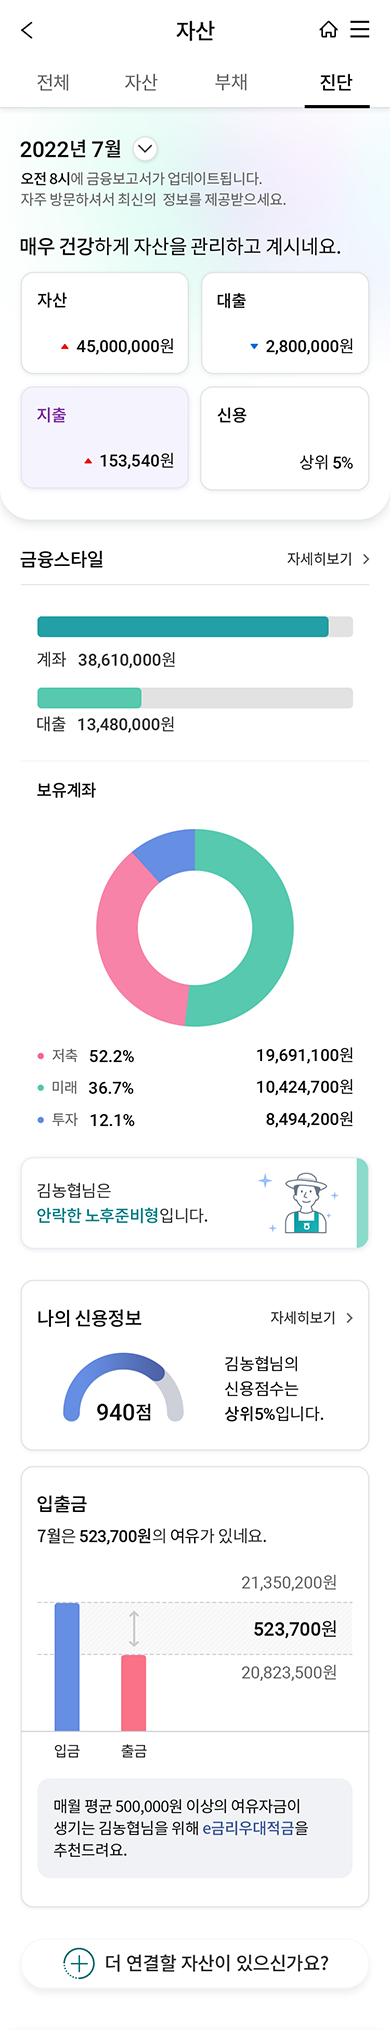 자산
전체 자산 부채 진단
2022년 7월
오전 8시에 금융보고서가 업데이트됩니다.
자주 방문하셔서 최신의 정보를 제공받으세요.
매우 건강하게 자산을 관리하고 계시네요.
자산
45,000,000원
대출
2,800,000원
지출
153,540원
신용
상위 5%
금융스타일 자세히보기
계좌 38,610,000원
대출 13,480,000원
보유계좌
저축 52.2% 19,691,100원
미래 36.7% 10,424,700원
투자 12.1% 8,494,200원
김농협님은
안락한 노후준비형입니다.
나의 신용정보 자세히보기
940점
김농협님의
신용점수는
상위5%입니다.
입출금
7월은 523,700원의 여유가 있네요.
21,350,200원
523,700원
20,823,500원
입금 출금
매월 평균 500,000원 이상의 여유자금이
생기는 김농협님을 위해 e금리우대적금을
추천드려요.
더 연결할 자산이 있으신가요?